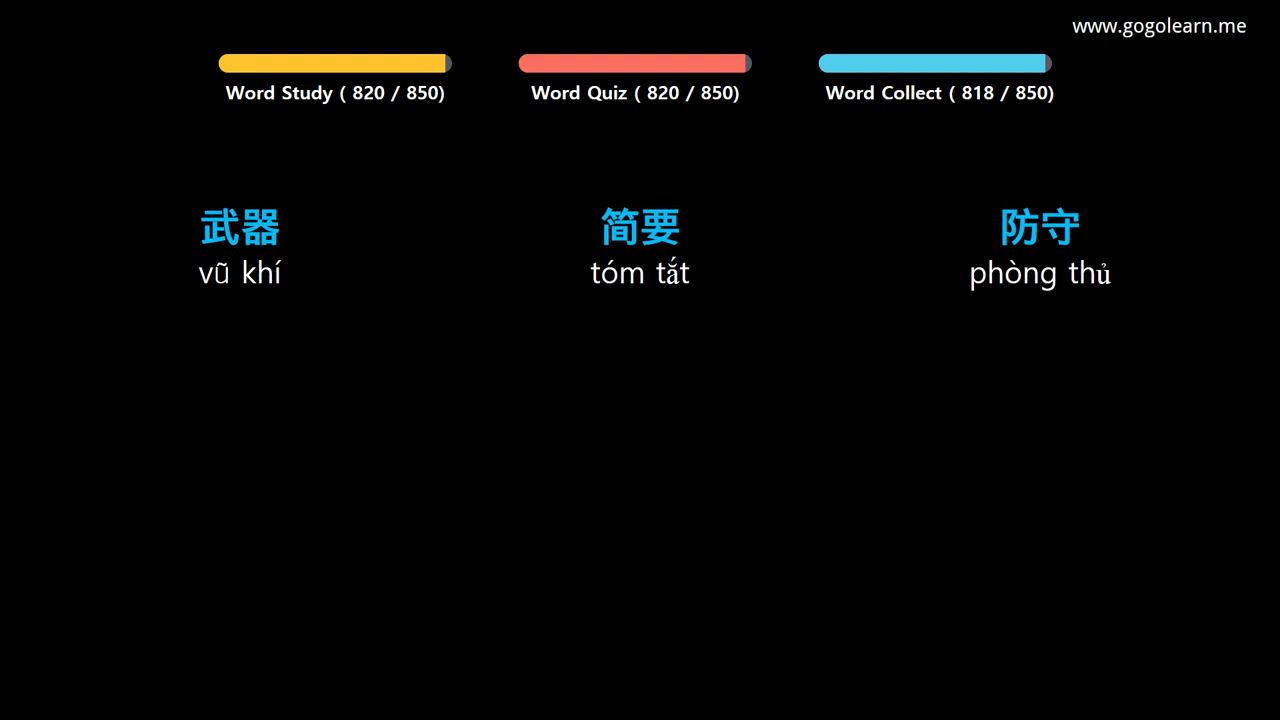 www.gogolearn.me
Word Study ( 820 / 850)
Word Quiz ( 820 / 850)
Word Collect ( 818 / 850)
武器
vũ khí
简要
tóm tắt
防守
phòng thủ